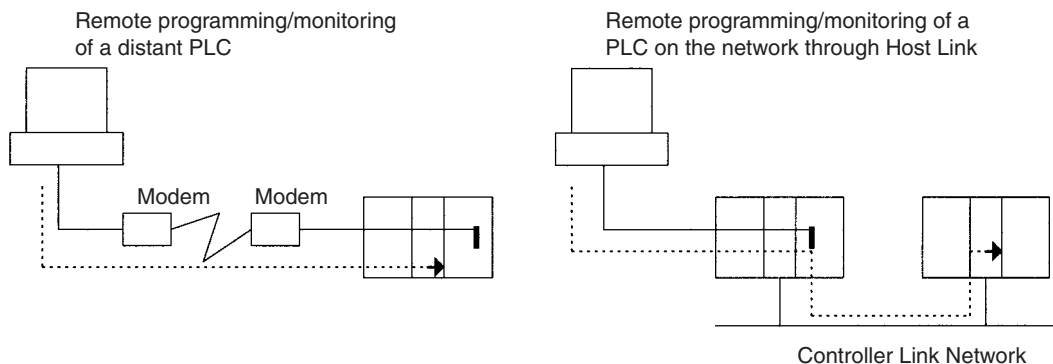 Remote programming/monitoring
of a distant PLC
Modem
Modem
Remote programming/monitoring of a
PLC on the network through Host Link
Controller Link Network